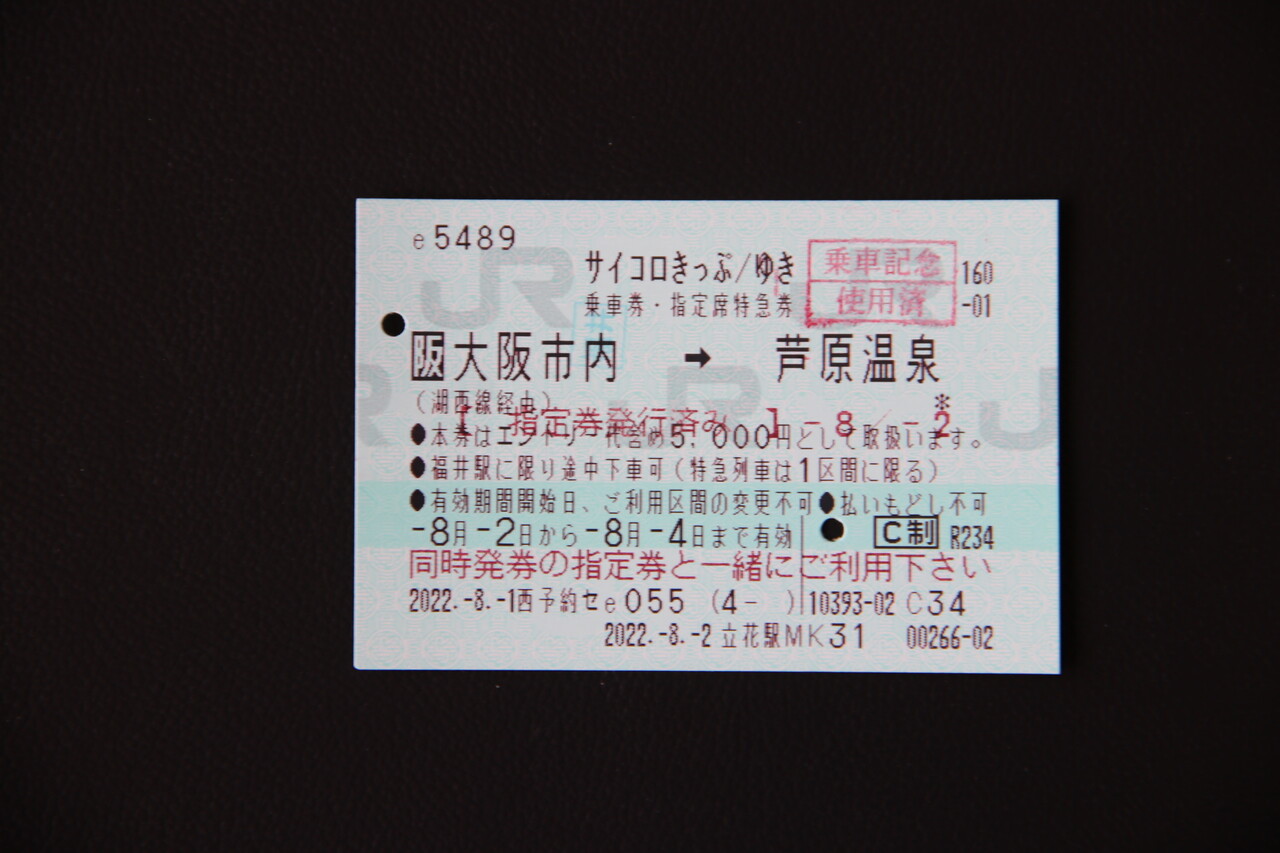 e5489
サイコロきっぷ/ゆき
乗車記念
160
乗車券・指定席特急券
使用済
-01
阪大阪市内 → 芦原温泉
(湖西線経由)
*
【 指定券発行済み 】-8/-2
●本券はエントリー代含め5,000円として取扱います。
●福井駅に限り途中下車可(特急列車は1区間に限る)
●有効期間開始日、ご利用区間の変更不可●払いもどし不可
-8月-2日から-8月-4日まで有効
C制 R234
同時発券の指定券と一緒にご利用下さい
2022.-8.-1西予約セe055 (4- )10393-02 C34
2022.-8.-2 立花駅MK31 00266-02
JR